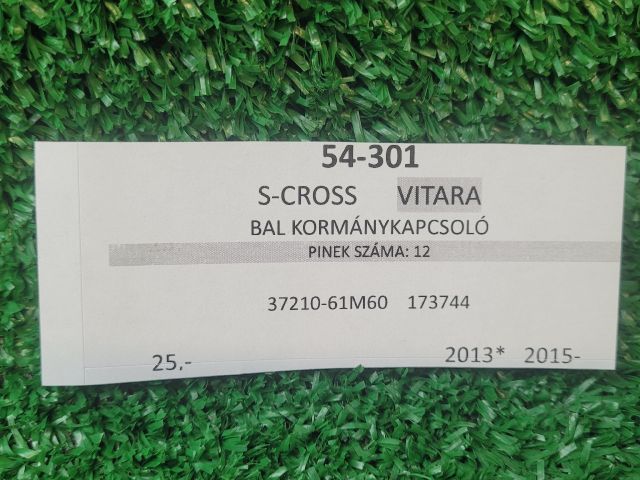 54-301
S-CROSS VITARA
BAL KORMÁNYKAPCSOLÓ
PINEK SZÁMA: 12
37210-61M60 173744
25,- 2013* 2015-